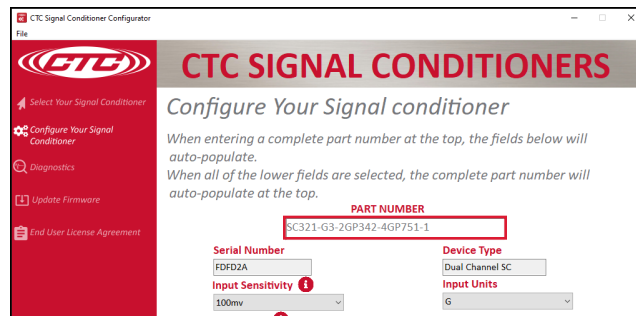 CTC Signal Conditioner Configurator
File
CTC
CTC SIGNAL CONDITIONERS
Select Your Signal Conditioner
Configure Your Signal
Conditioner
Diagnostics
Update Firmware
End User License Agreement
Configure Your Signal conditioner
When entering a complete part number at the top, the fields below will
auto-populate.
When all of the lower fields are selected, the complete part number will
auto-populate at the top.
PART NUMBER
SC321-G3-2GP342-4GP751-1
Serial Number
Device Type
FDFD2A
Dual Channel SC
Input Sensitivity
Input Units
100mv
G